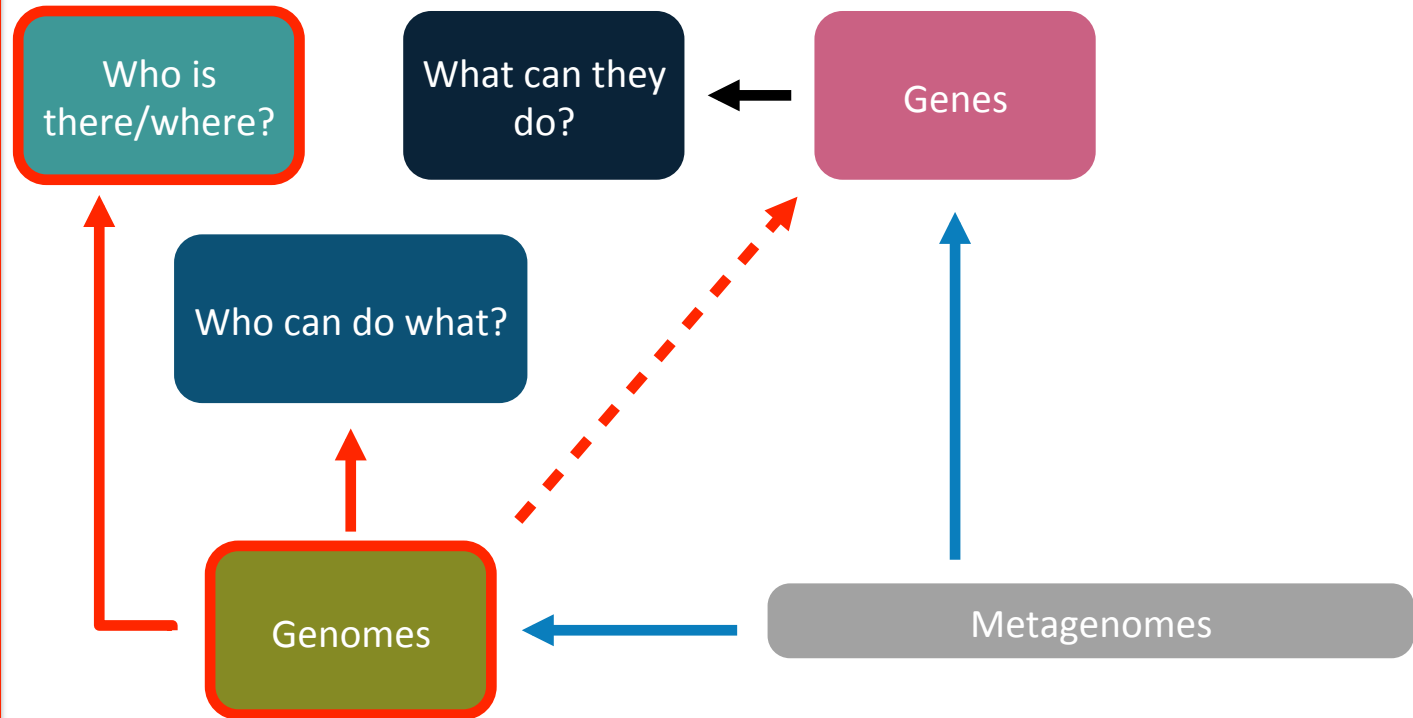 Who is
there/where?
What can they
do?
Genes
Who can do what?
Genomes
Metagenomes